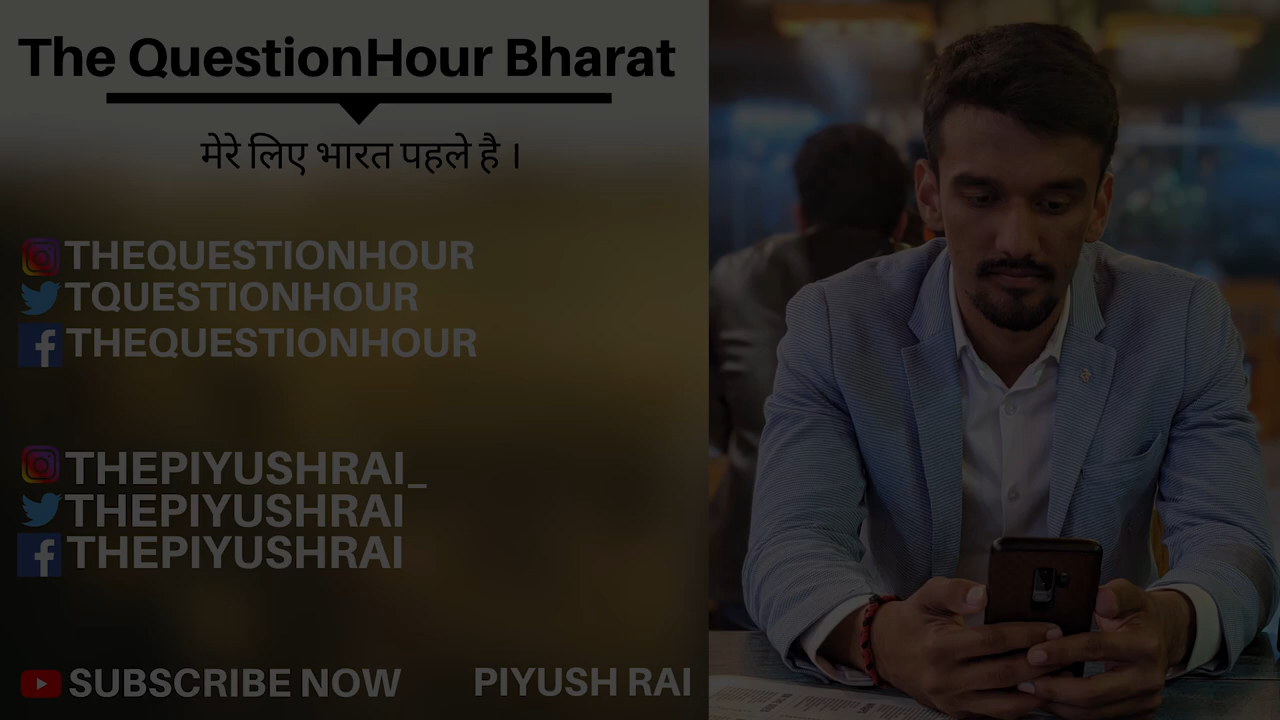 The QuestionHour Bharat
मेरे लिए भारत पहले है ।
THEQUESTIONHOUR
TQUESTIONHOUR
THEQUESTIONHOUR
THEPIYUSHRAI_
THEPIYUSHRAI
THEPIYUSHRAI
SUBSCRIBE NOW
PIYUSH RAI